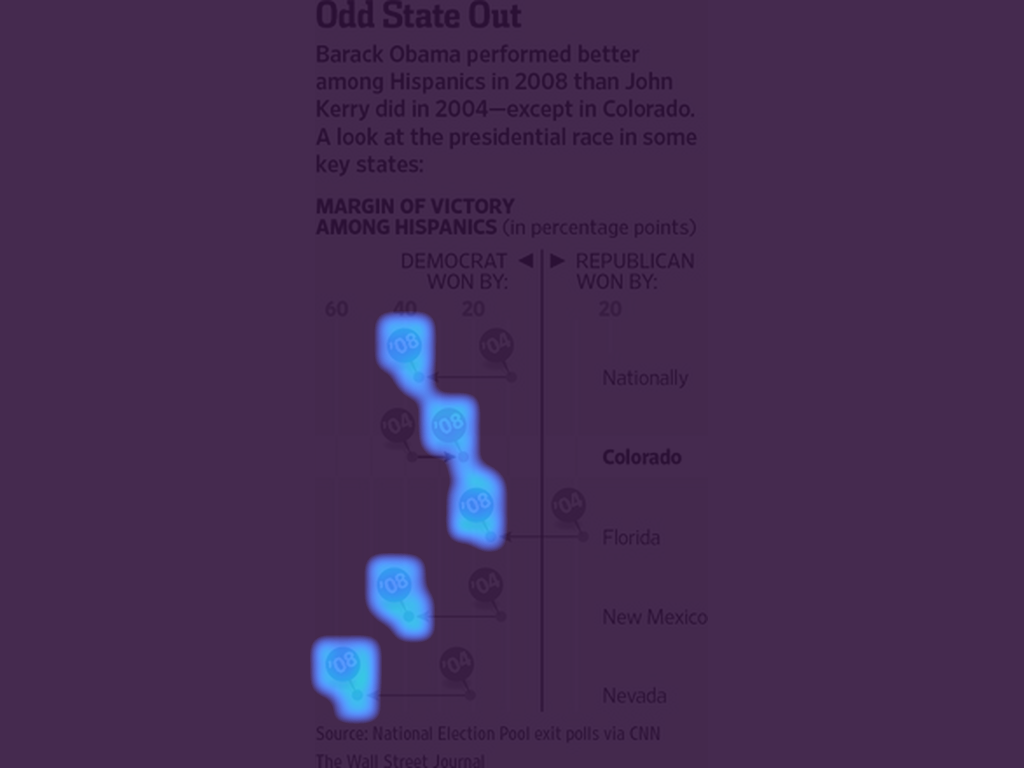 Odd State Out
Barack Obama performed better
among Hispanics in 2008 than John
Kerry did in 2004—except in Colorado.
A look at the presidential race in some
key states:
MARGIN OF VICTORY
AMONG HISPANICS (in percentage points)
DEMOCRAT ◄ ► REPUBLICAN
WON BY: WON BY:
60 40 20 20
'08 '04
Nationally
'04 '08
Colorado
'08 '04
Florida
'08 '04
New Mexico
'08 '04
Nevada
Source: National Election Pool exit polls via CNN
The Wall Street Journal